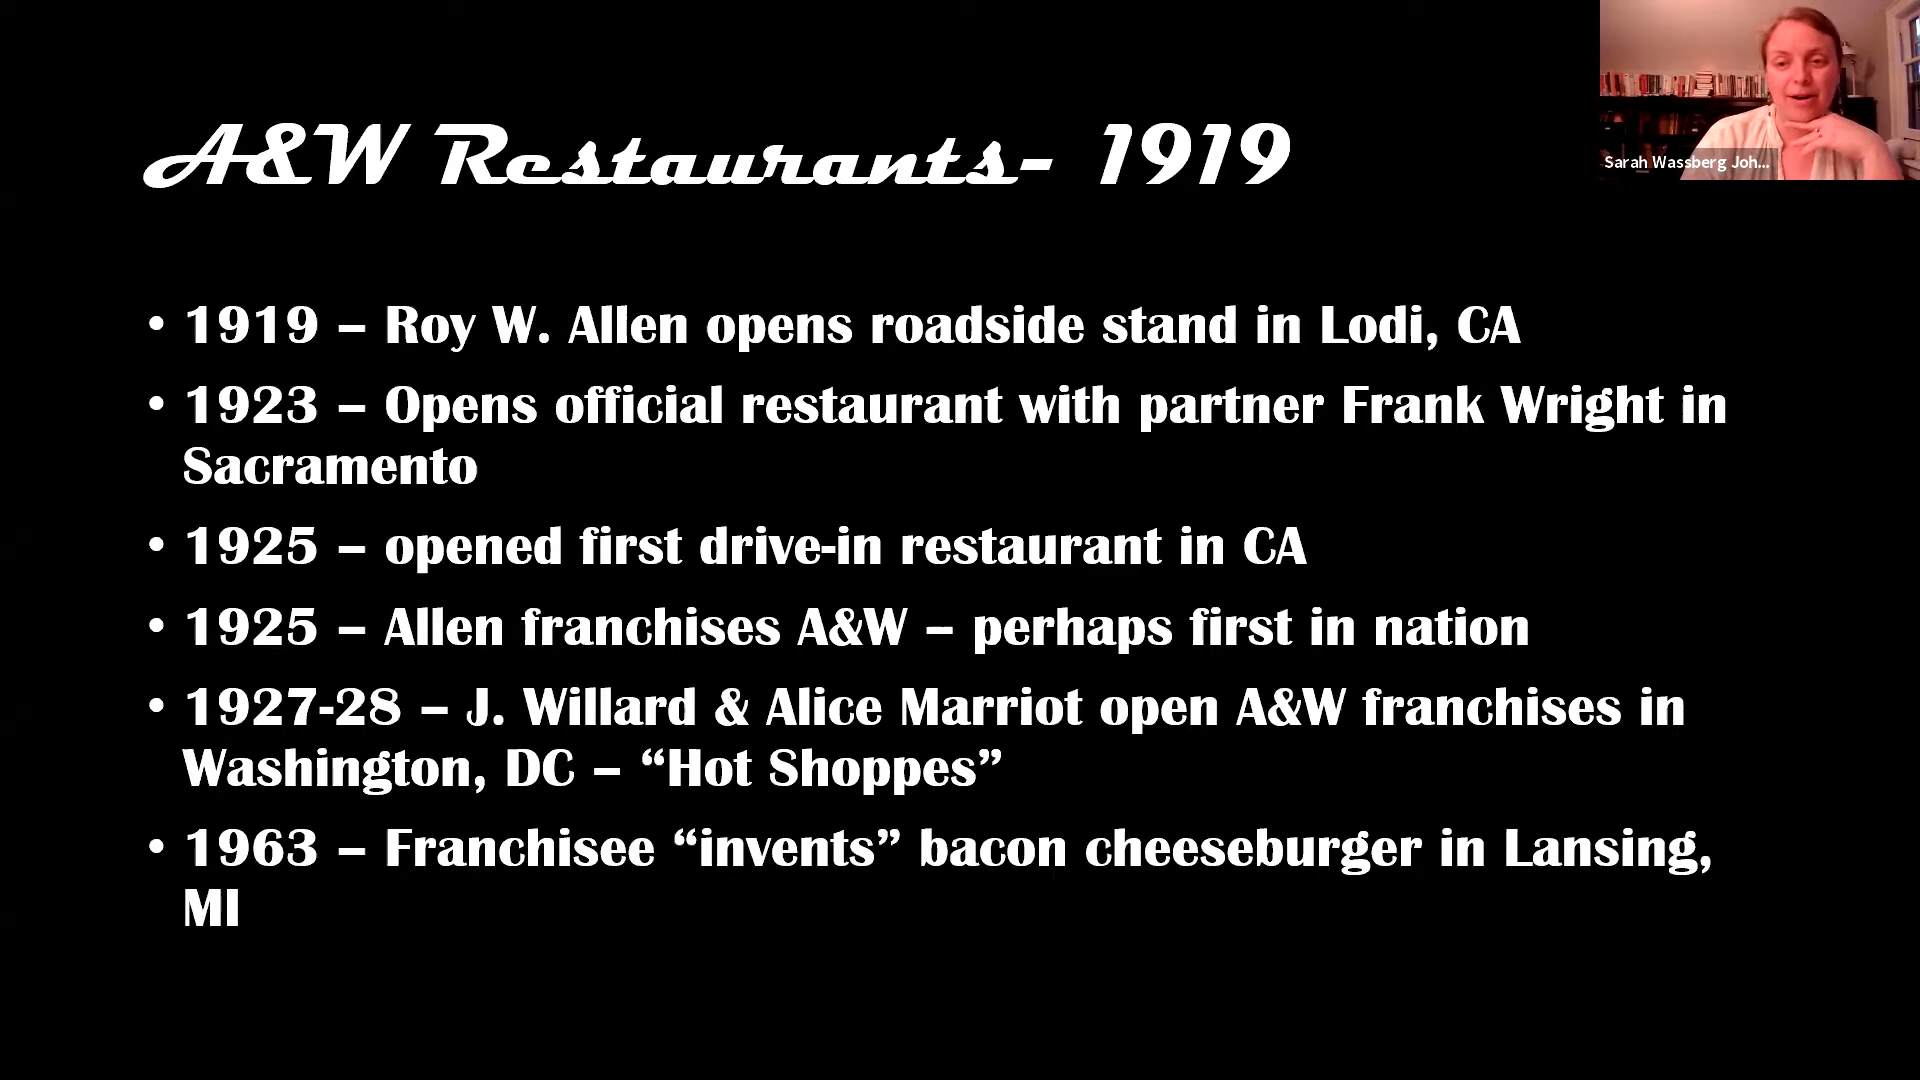 A&W Restaurants- 1919
Sarah Wassberg Joh...
• 1919 – Roy W. Allen opens roadside stand in Lodi, CA
• 1923 – Opens official restaurant with partner Frank Wright in
Sacramento
• 1925 – opened first drive-in restaurant in CA
• 1925 – Allen franchises A&W – perhaps first in nation
• 1927-28 – J. Willard & Alice Marriot open A&W franchises in
Washington, DC – “Hot Shoppes”
• 1963 – Franchisee “invents” bacon cheeseburger in Lansing,
MI